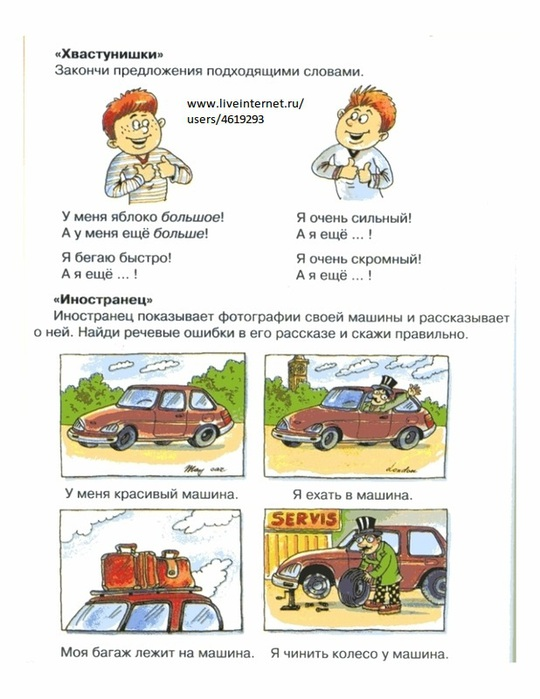 «Хвастунишки»
Закончи предложения подходящими словами.
www.liveinternet.ru/
users/4619293
У меня яблоко большое!
А у меня ещё больше!
Я бегаю быстро!
А я ещё ... !
Я очень сильный!
А я ещё ... !
Я очень скромный!
А я ещё ... !
«Иностранец»
Иностранец показывает фотографии своей машины и рассказывает
о ней. Найди речевые ошибки в его рассказе и скажи правильно.
May car
London
У меня красивый машина.
Я ехать в машина.
SERVIS
Моя багаж лежит на машина.
Я чинить колесо у машина.